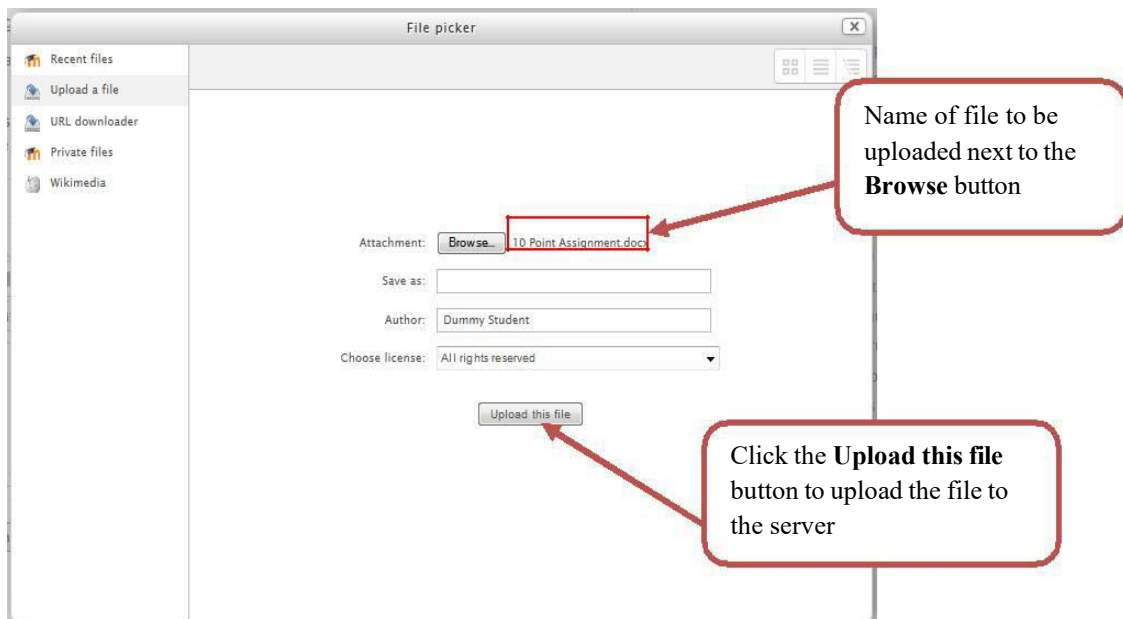 File picker
Recent files
Upload a file
URL downloader
Private files
Wikimedia
Name of file to be
uploaded next to the
Browse button
Attachment: Browse... 10 Point Assignment.docx
Save as:
Author: Dummy Student
Choose license: All rights reserved
Upload this file
Click the Upload this file
button to upload the file to
the server